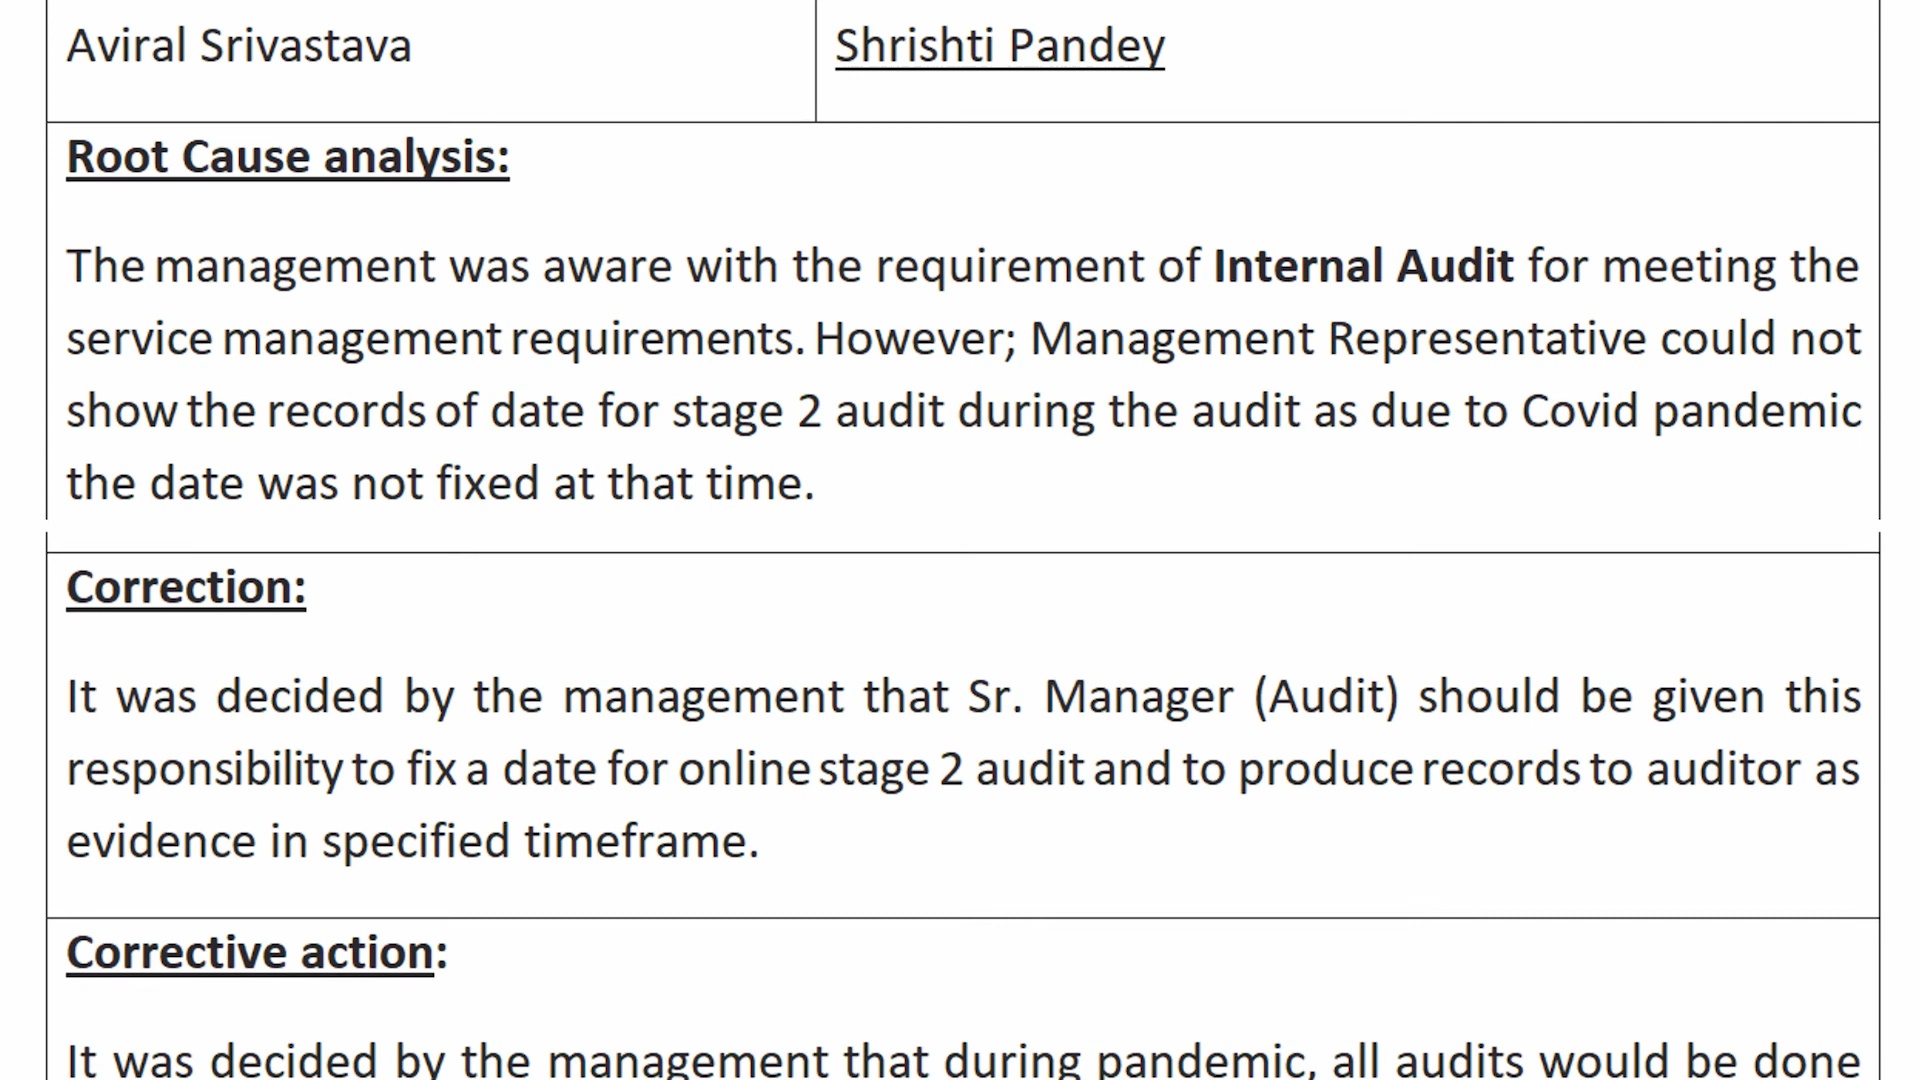 Aviral Srivastava
Shrishti Pandey
Root Cause analysis:
The management was aware with the requirement of Internal Audit for meeting the
service management requirements. However; Management Representative could not
show the records of date for stage 2 audit during the audit as due to Covid pandemic
the date was not fixed at that time.
Correction:
It was decided by the management that Sr. Manager (Audit) should be given this
responsibility to fix a date for online stage 2 audit and to produce records to auditor as
evidence in specified timeframe.
Corrective action:
It was decided by the management that during pandemic, all audits would be done